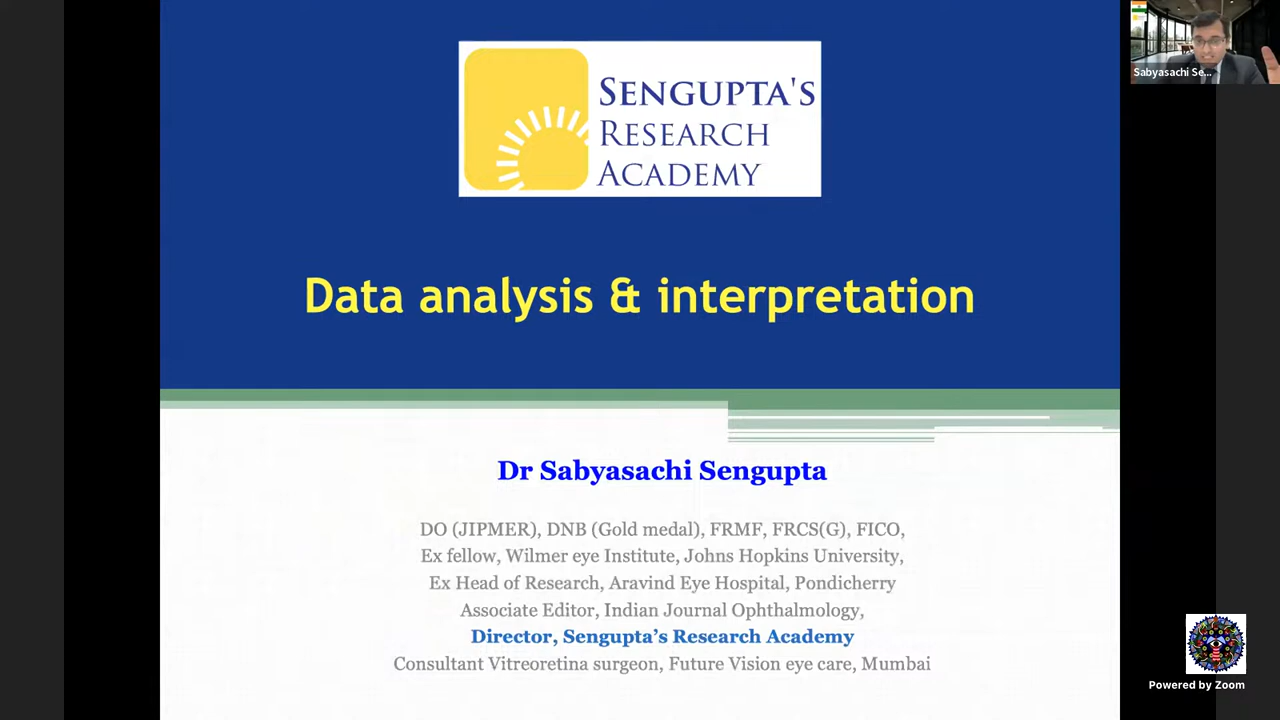 SENGUPTA'S
RESEARCH
ACADEMY
Sabyasachi Se...
Data analysis & interpretation
Dr Sabyasachi Sengupta
DO (JIPMER), DNB (Gold medal), FRMF, FRCS(G), FICO,
Ex fellow, Wilmer eye Institute, Johns Hopkins University,
Ex Head of Research, Aravind Eye Hospital, Pondicherry
Associate Editor, Indian Journal Ophthalmology,
Director, Sengupta’s Research Academy
Consultant Vitreoretina surgeon, Future Vision eye care, Mumbai
Powered by Zoom